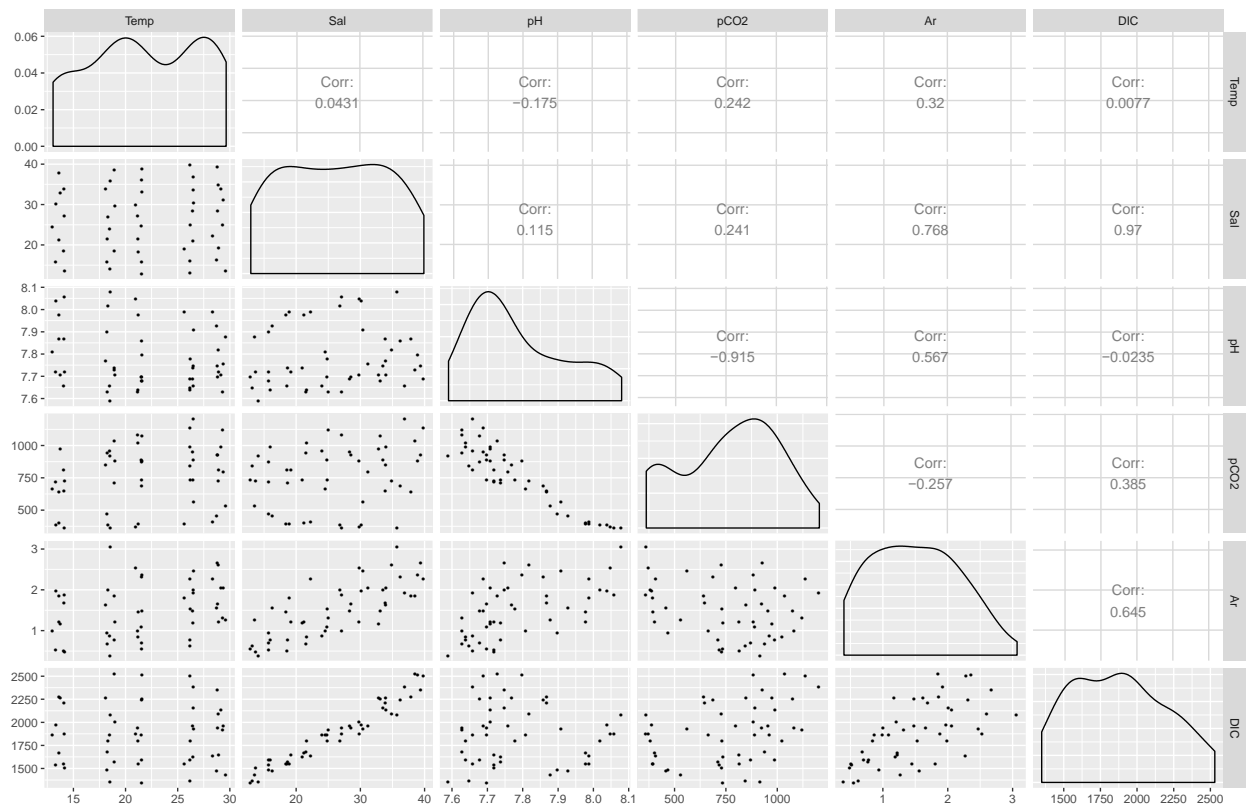 Temp Sal pH pCO2 Ar DIC
0.06
0.04
0.02
0.00
Corr:
0.0431
Corr:
−0.175
Corr:
0.242
Corr:
0.32
Corr:
0.0077
Temp
40
30
20
Corr:
0.115
Corr:
0.241
Corr:
0.768
Corr:
0.97
Sal
8.1
8.0
7.9
7.8
7.7
7.6
Corr:
−0.915
Corr:
0.567
Corr:
−0.0235
pH
1000
750
500
Corr:
−0.257
Corr:
0.385
pCO2
3
2
1
Corr:
0.645
Ar
2500
2250
2000
1750
1500
DIC
15 20 25 30 20 30 40 7.6 7.7 7.8 7.9 8.0 8.1 500 750 1000 1 2 3 1500 1750 2000 2250 2500